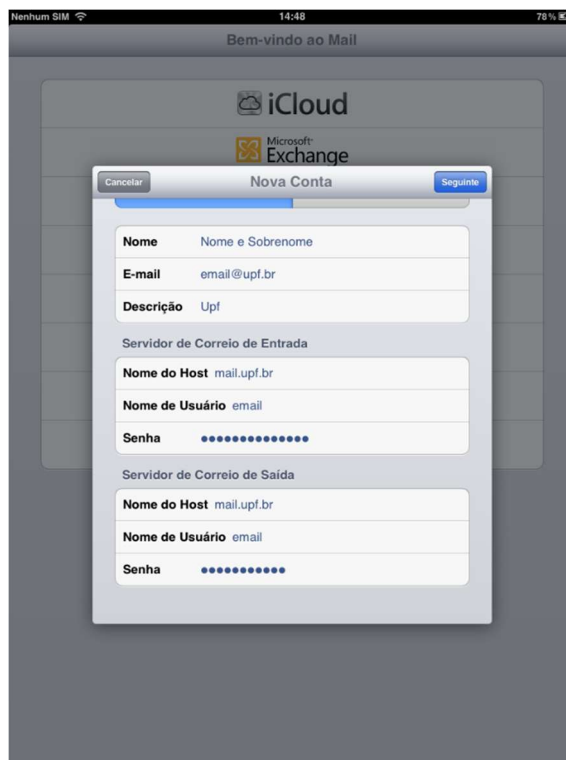 Nenhum SIM 14:48 78 %
Bem-vindo ao Mail
iCloud
Microsoft
Exchange
Cancelar Nova Conta Seguinte
Nome Nome e Sobrenome
E-mail email@upf.br
Descrição Upf
Servidor de Correio de Entrada
Nome do Host mail.upf.br
Nome de Usuário email
Senha ●●●●●●●●●●●●●●
Servidor de Correio de Saída
Nome do Host mail.upf.br
Nome de Usuário email
Senha ●●●●●●●●●●●